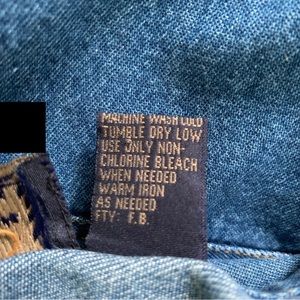 MACHINE WASH COLD
TUMBLE DRY LOW
USE ONLY NON-
CHLORINE BLEACH
WHEN NEEDED
WARM IRON
AS NEEDED
FTY: F.B.